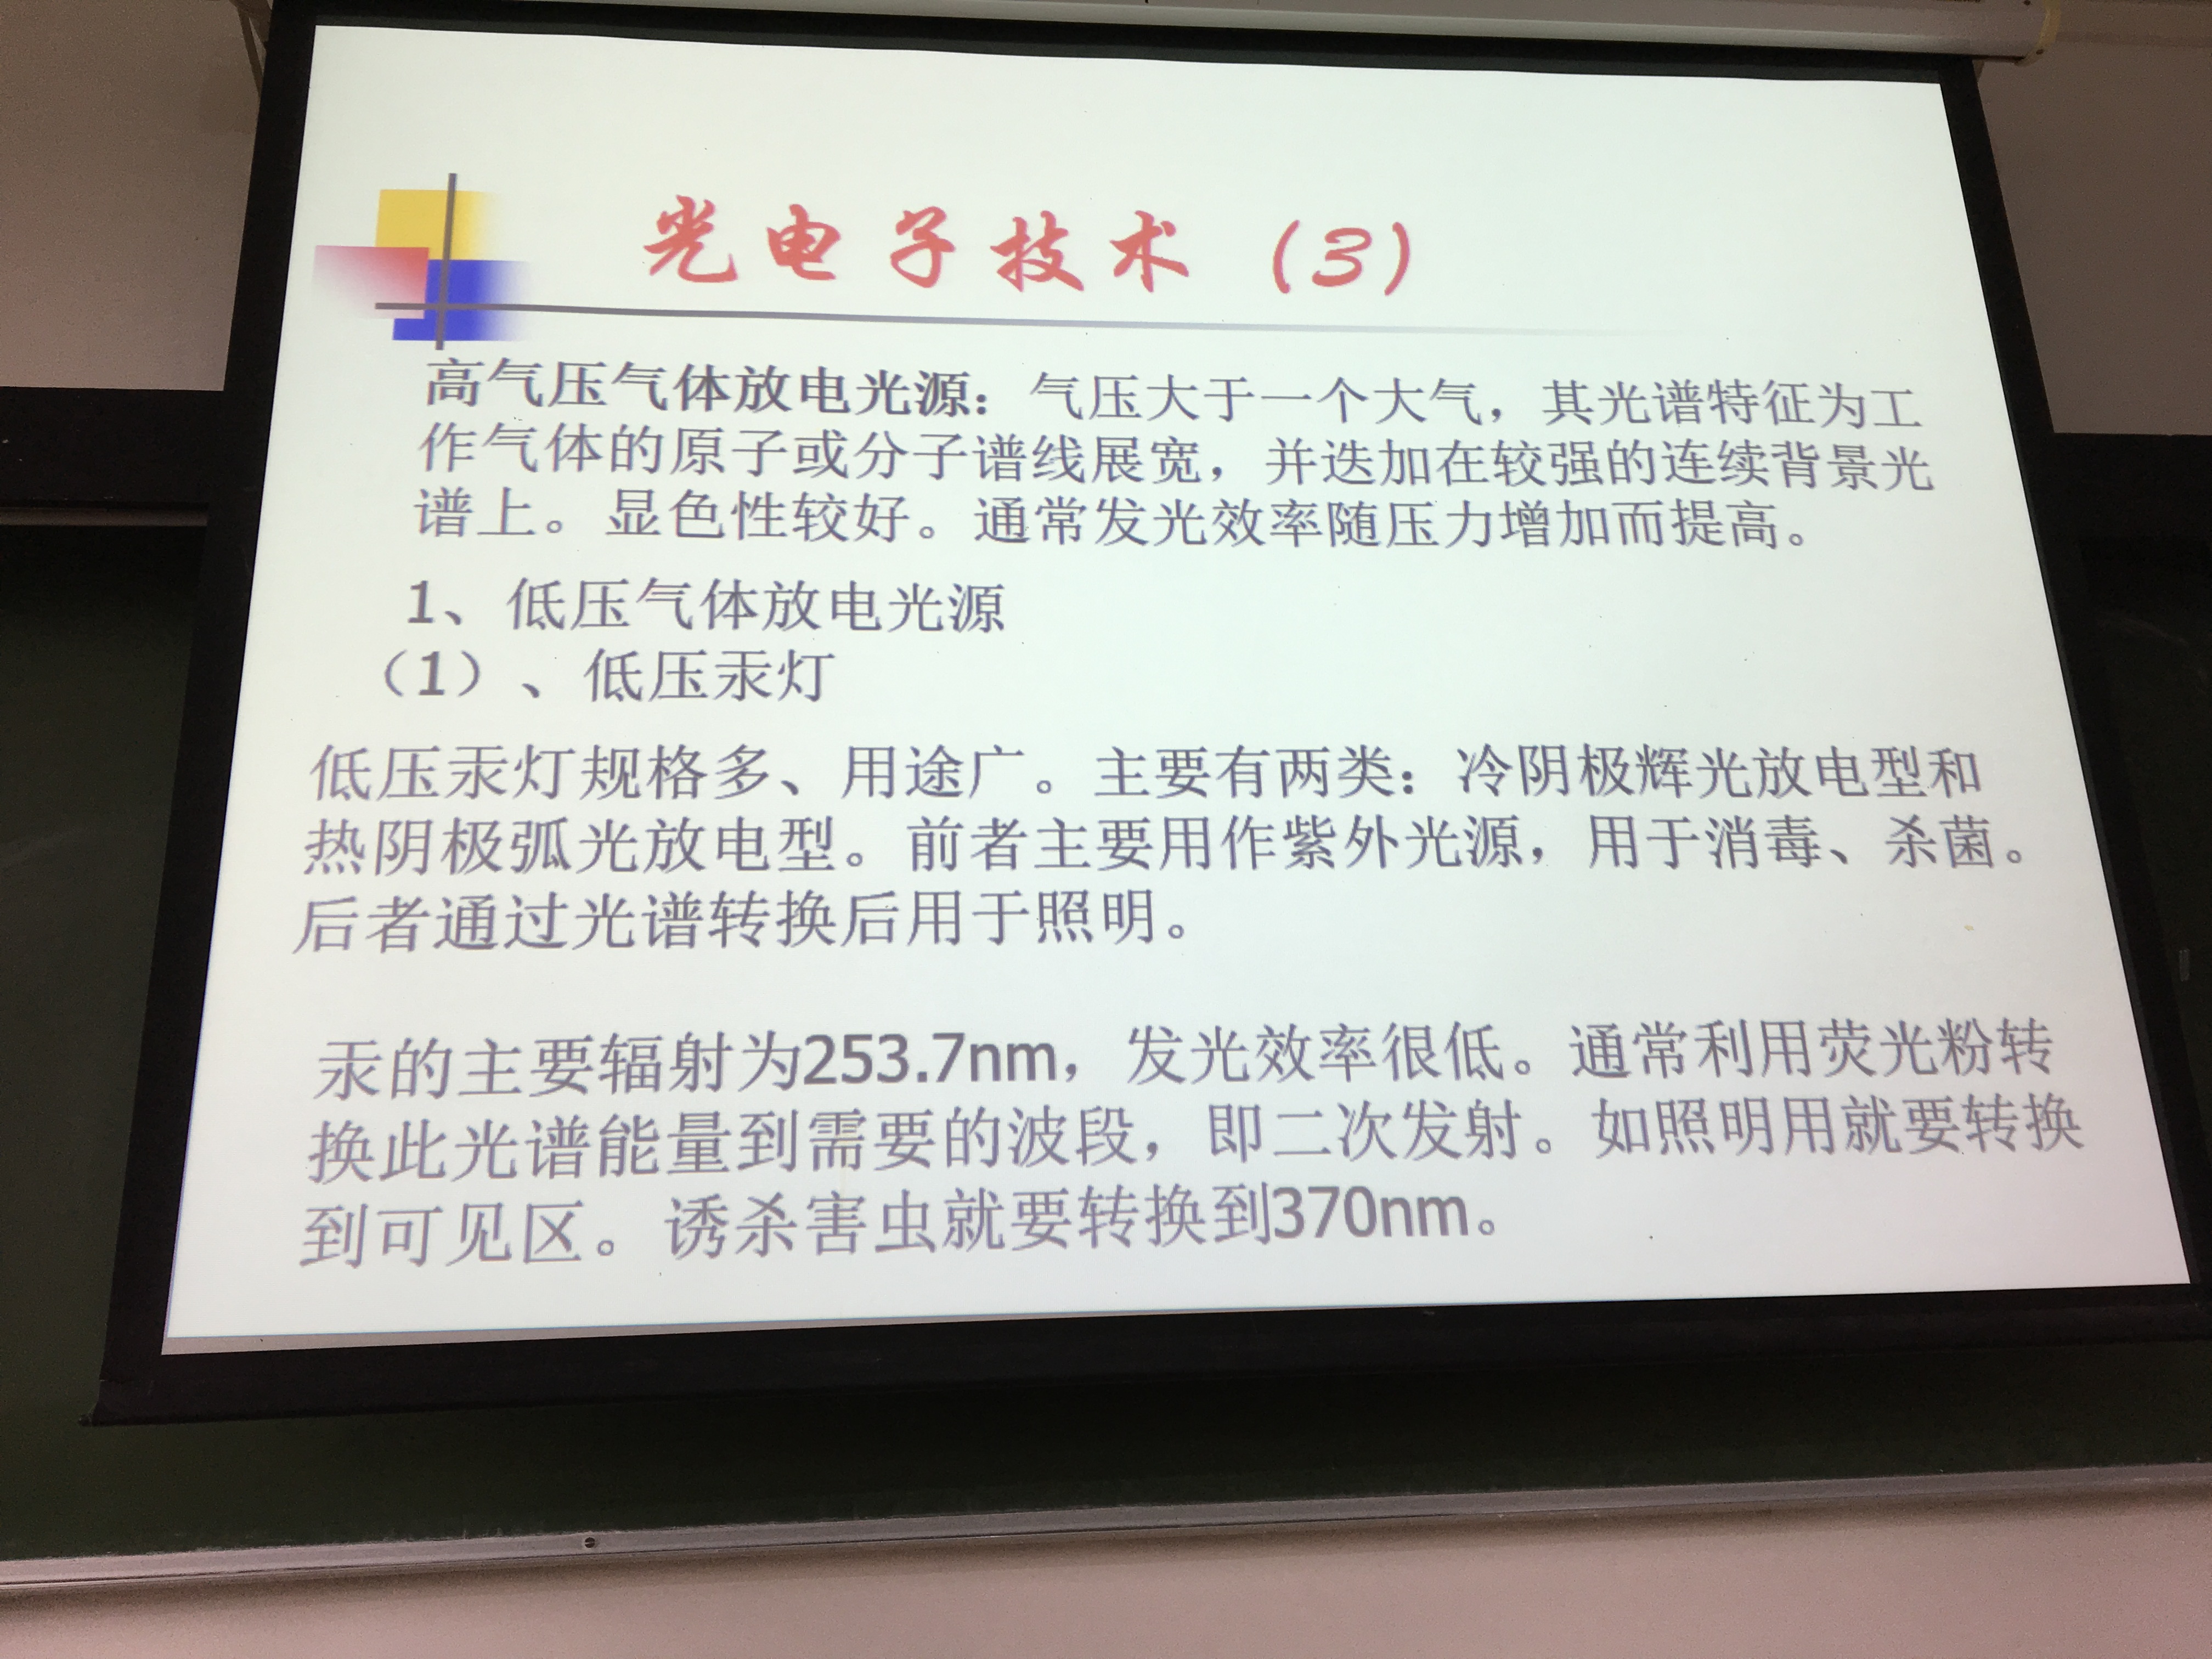 光电子技术（3）
高气压气体放电光源：气压大于一个大气，其光谱特征为工
作气体的原子或分子谱线展宽，并迭加在较强的连续背景光
谱上。显色性较好。通常发光效率随压力增加而提高。
1、低压气体放电光源
（1）、低压汞灯
低压汞灯规格多、用途广。主要有两类：冷阴极辉光放电型和
热阴极弧光放电型。前者主要用作紫外光源，用于消毒、杀菌。
后者通过光谱转换后用于照明。
汞的主要辐射为253.7nm，发光效率很低。通常利用荧光粉转
换此光谱能量到需要的波段，即二次发射。如照明用就要转换
到可见区。诱杀害虫就要转换到370nm。